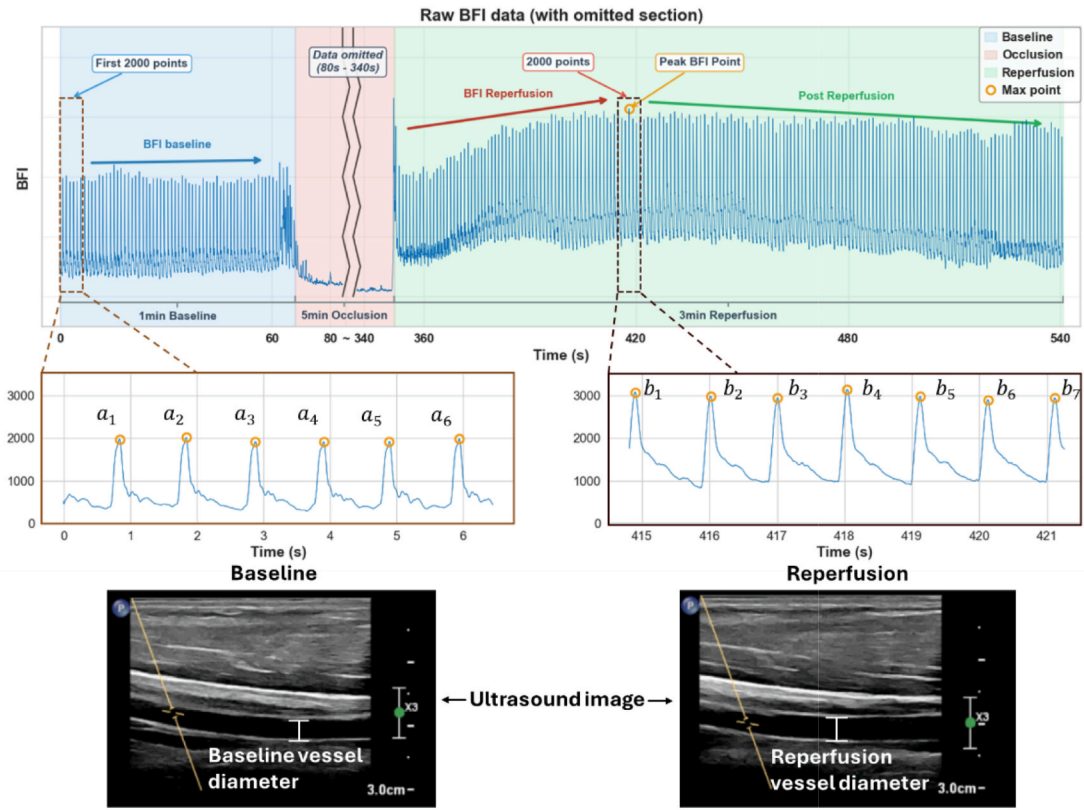 Raw BFI data (with omitted section)
First 2000 points
Data omitted
(80s - 340s)
2000 points
Peak BFI Point
Baseline
Occlusion
Reperfusion
Max point
BFI baseline
BFI Reperfusion
Post Reperfusion
BFI
1min Baseline
5min Occlusion
3min Reperfusion
0 60 80 ~ 340 360 420 480 540
Time (s)
3000
2000
1000
0
a1 a2 a3 a4 a5 a6
0 1 2 3 4 5 6
Time (s)
3000
2000
1000
0
b1 b2 b3 b4 b5 b6 b7
415 416 417 418 419 420 421
Time (s)
Baseline
Reperfusion
P
X3
Baseline vessel
diameter
3.0cm
Ultrasound image
P
X3
Reperfusion
vessel diameter
3.0cm